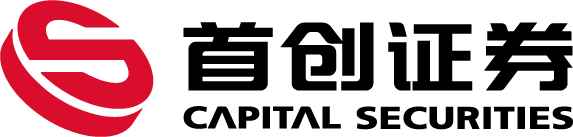 首创证券
CAPITAL SECURITIES